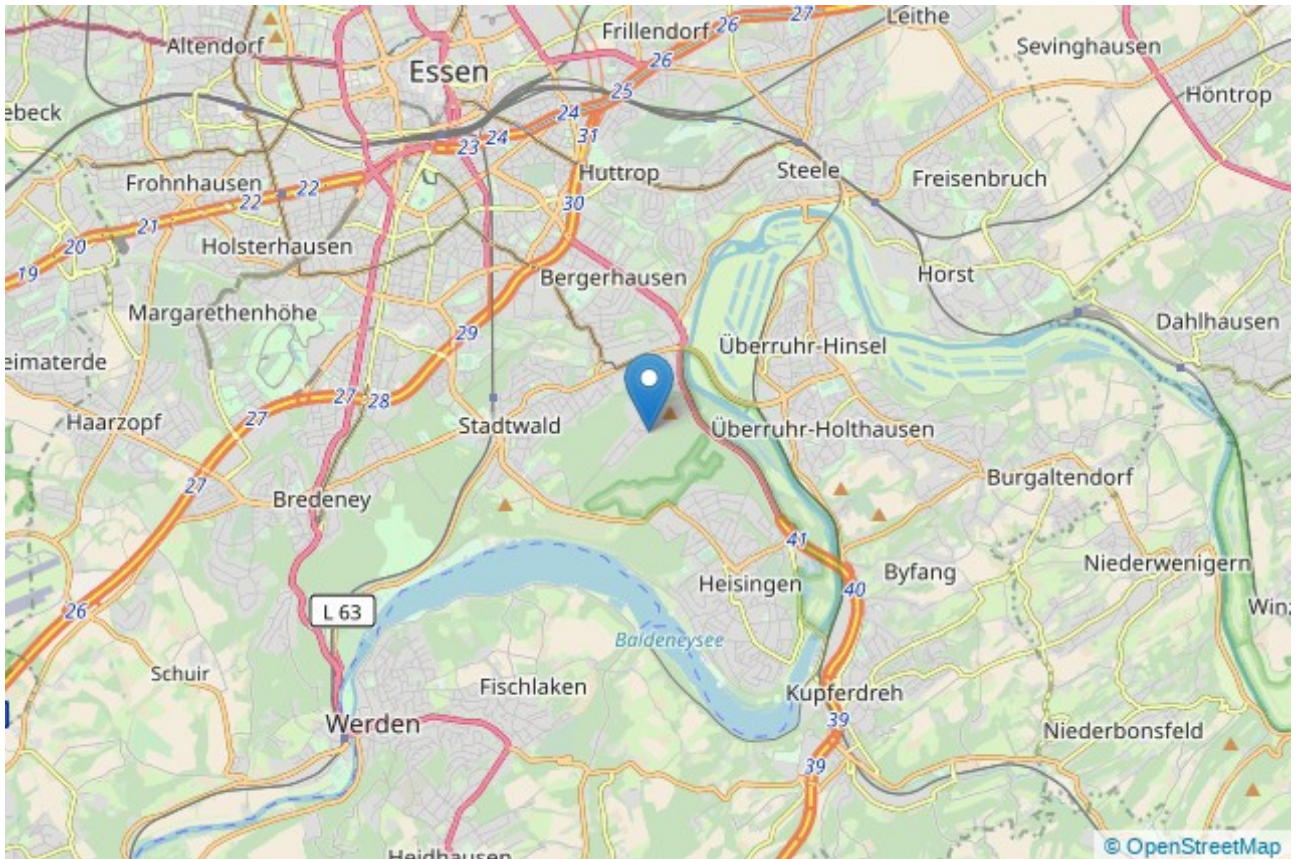 Altendorf
Frillendorf
26
27
Leithe
Sevinghausen
Essen
26
25
Höntrop
ebeck
24
24
31
23
Huttrop
Steele
Freisenbruch
Frohnhausen
22
22
30
21
20
19
Holsterhausen
Bergerhausen
Horst
Margarethenhöhe
29
Dahlhausen
eimaterde
Überruhr-Hinsel
27
28
Haarzopf
27
Stadtwald
Überruhr-Holthausen
27
Bredeney
Burgaltendorf
41
Heisingen
Byfang
40
Niederwenigern
26
L 63
Winz
Baldeneysee
Schuir
Fischlaken
Kupferdreh
Werden
39
Niederbonsfeld
39
Heidhausen
© OpenStreetMap